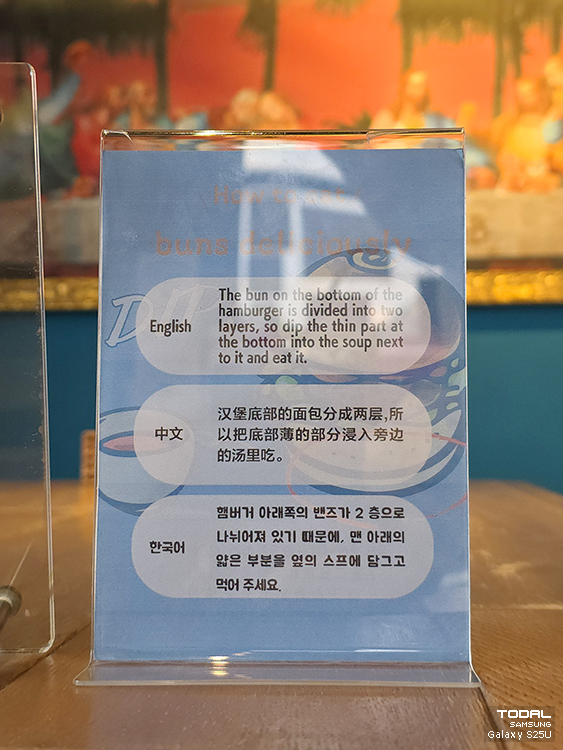 How to
buns deliciously
DIP
English
The bun on the bottom of the
hamburger is divided into two
layers, so dip the thin part at
the bottom into the soup next
to it and eat it.
中文
汉堡底部的面包分成两层,所
以把底部薄的部分浸入旁边
的汤里吃。
한국어
햄버거 아래쪽의 밴즈가 2 층으로
나뉘어져 있기 때문에, 맨 아래의
얇은 부분을 옆의 스프에 담그고
먹어 주세요.
TODAL
SAMSUNG
Galaxy S25U